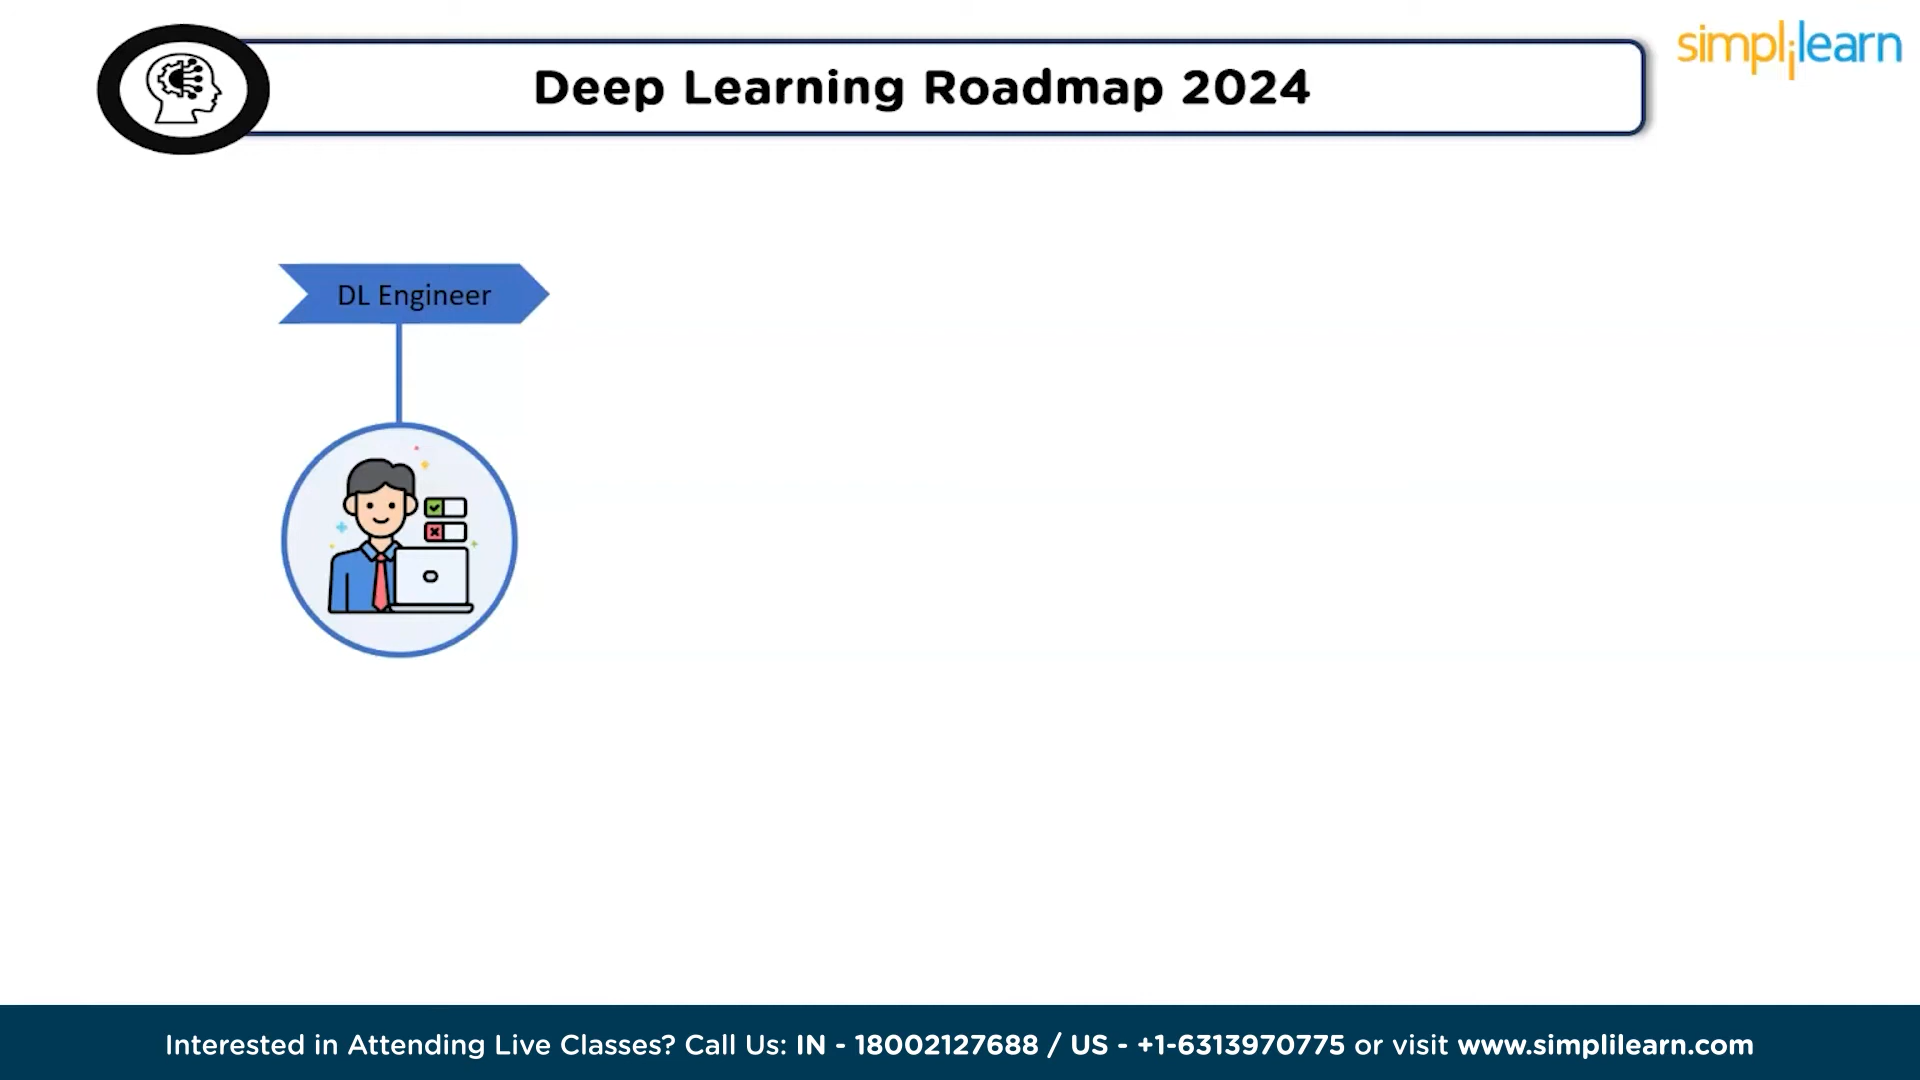 Deep Learning Roadmap 2024
simplilearn
DL Engineer
Interested in Attending Live Classes? Call Us: IN - 18002127688 / US - +1-6313970775 or visit www.simplilearn.com